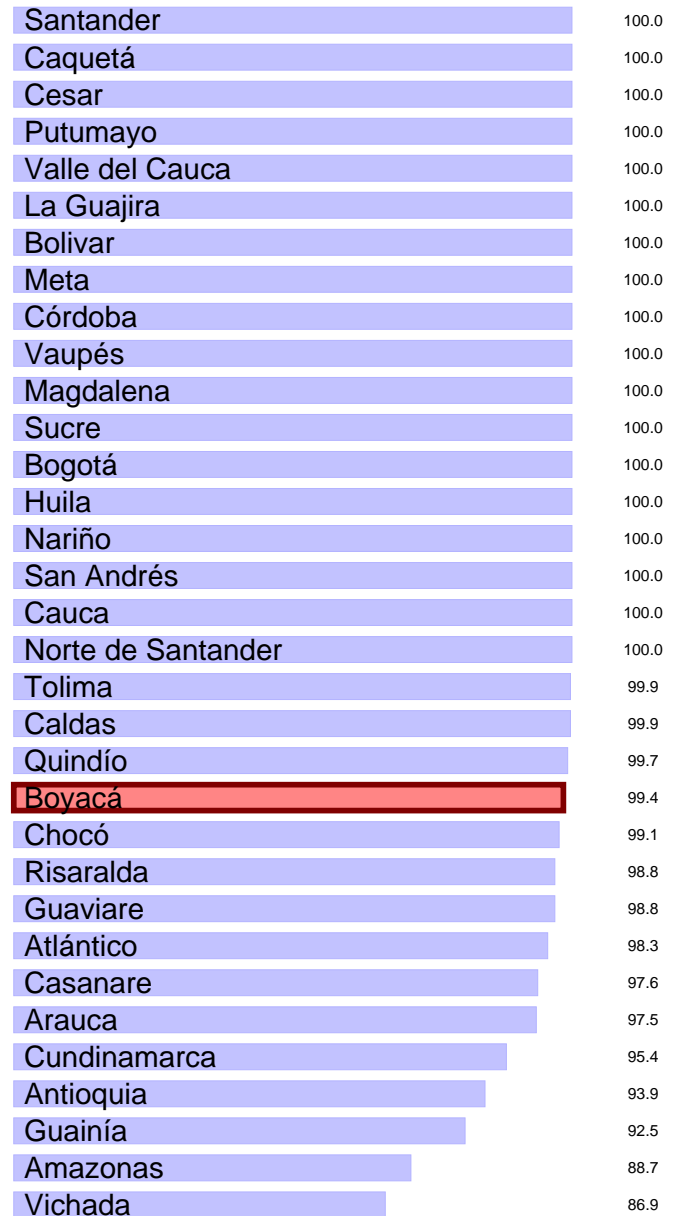 Santander 100.0
Caquetá 100.0
Cesar 100.0
Putumayo 100.0
Valle del Cauca 100.0
La Guajira 100.0
Bolivar 100.0
Meta 100.0
Córdoba 100.0
Vaupés 100.0
Magdalena 100.0
Sucre 100.0
Bogotá 100.0
Huila 100.0
Nariño 100.0
San Andrés 100.0
Cauca 100.0
Norte de Santander 100.0
Tolima 99.9
Caldas 99.9
Quindío 99.7
Boyacá 99.4
Chocó 99.1
Risaralda 98.8
Guaviare 98.8
Atlántico 98.3
Casanare 97.6
Arauca 97.5
Cundinamarca 95.4
Antioquia 93.9
Guainía 92.5
Amazonas 88.7
Vichada 86.9